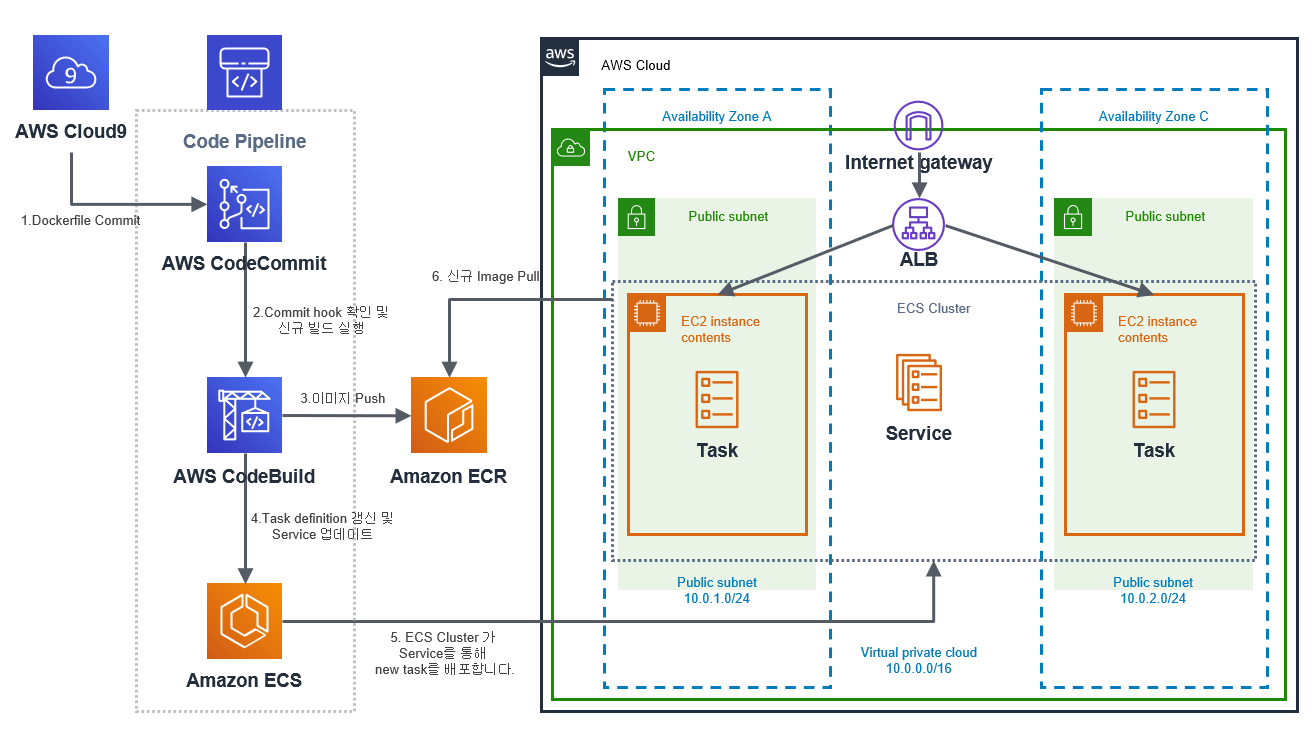 9
AWS Cloud9
Code Pipeline
1.Dockerfile Commit
AWS CodeCommit
2.Commit hook 확인 및
신규 빌드 실행
3.이미지 Push
AWS CodeBuild
Amazon ECR
4.Task definition 갱신 및
Service 업데이트
Amazon ECS
5. ECS Cluster 가
Service를 통해
new task를 배포합니다.
6. 신규 Image Pull
aws
AWS Cloud
Availability Zone A
Availability Zone C
VPC
Internet gateway
Public subnet
Public subnet
ALB
ECS Cluster
EC2 instance
contents
EC2 instance
contents
Task
Service
Task
Public subnet
10.0.1.0/24
Public subnet
10.0.2.0/24
Virtual private cloud
10.0.0.0/16